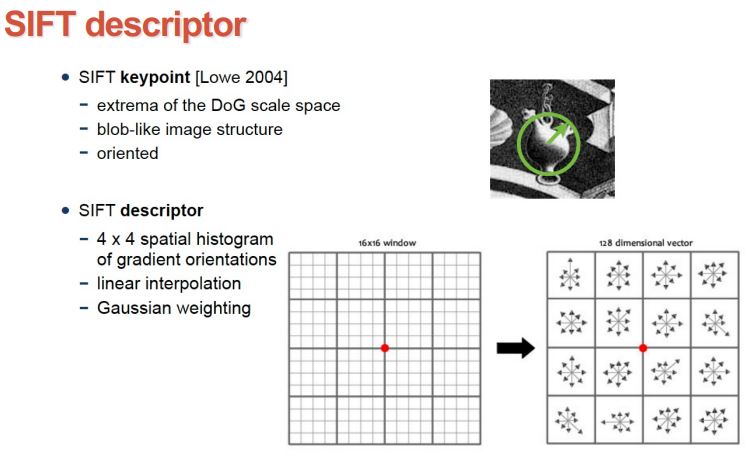 SIFT descriptor
• SIFT keypoint [Lowe 2004]
– extrema of the DoG scale space
– blob-like image structure
– oriented
• SIFT descriptor
– 4 x 4 spatial histogram
of gradient orientations
– linear interpolation
– Gaussian weighting
16x16 window
128 dimensional vector